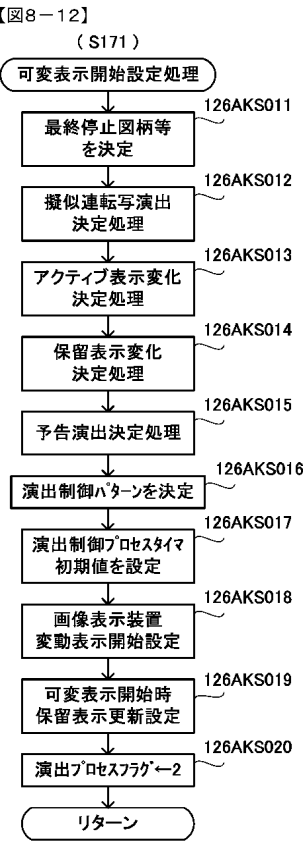 【図8-12】
(S171)
可変表示開始設定処理
126AKS011
最終停止図柄等
を決定
126AKS012
擬似連転写演出
決定処理
126AKS013
アクティブ表示変化
決定処理
126AKS014
保留表示変化
決定処理
126AKS015
予告演出決定処理
126AKS016
演出制御パターンを決定
126AKS017
演出制御プロセスタイマ
初期値を設定
126AKS018
画像表示装置
変動表示開始設定
126AKS019
可変表示開始時
保留表示更新設定
126AKS020
演出プロセスフラグ←2
リターン